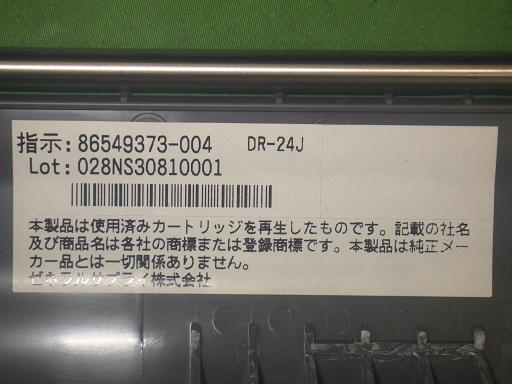 指示: 86549373-004 DR-24J
Lot: 028NS30810001
本製品は使用済みカートリッジを再生したものです。記載の社名
及び商品名は各社の商標または登録商標です。本製品は純正メー
カー品とは一切関係ありません。
ゼネラルサプライ株式会社